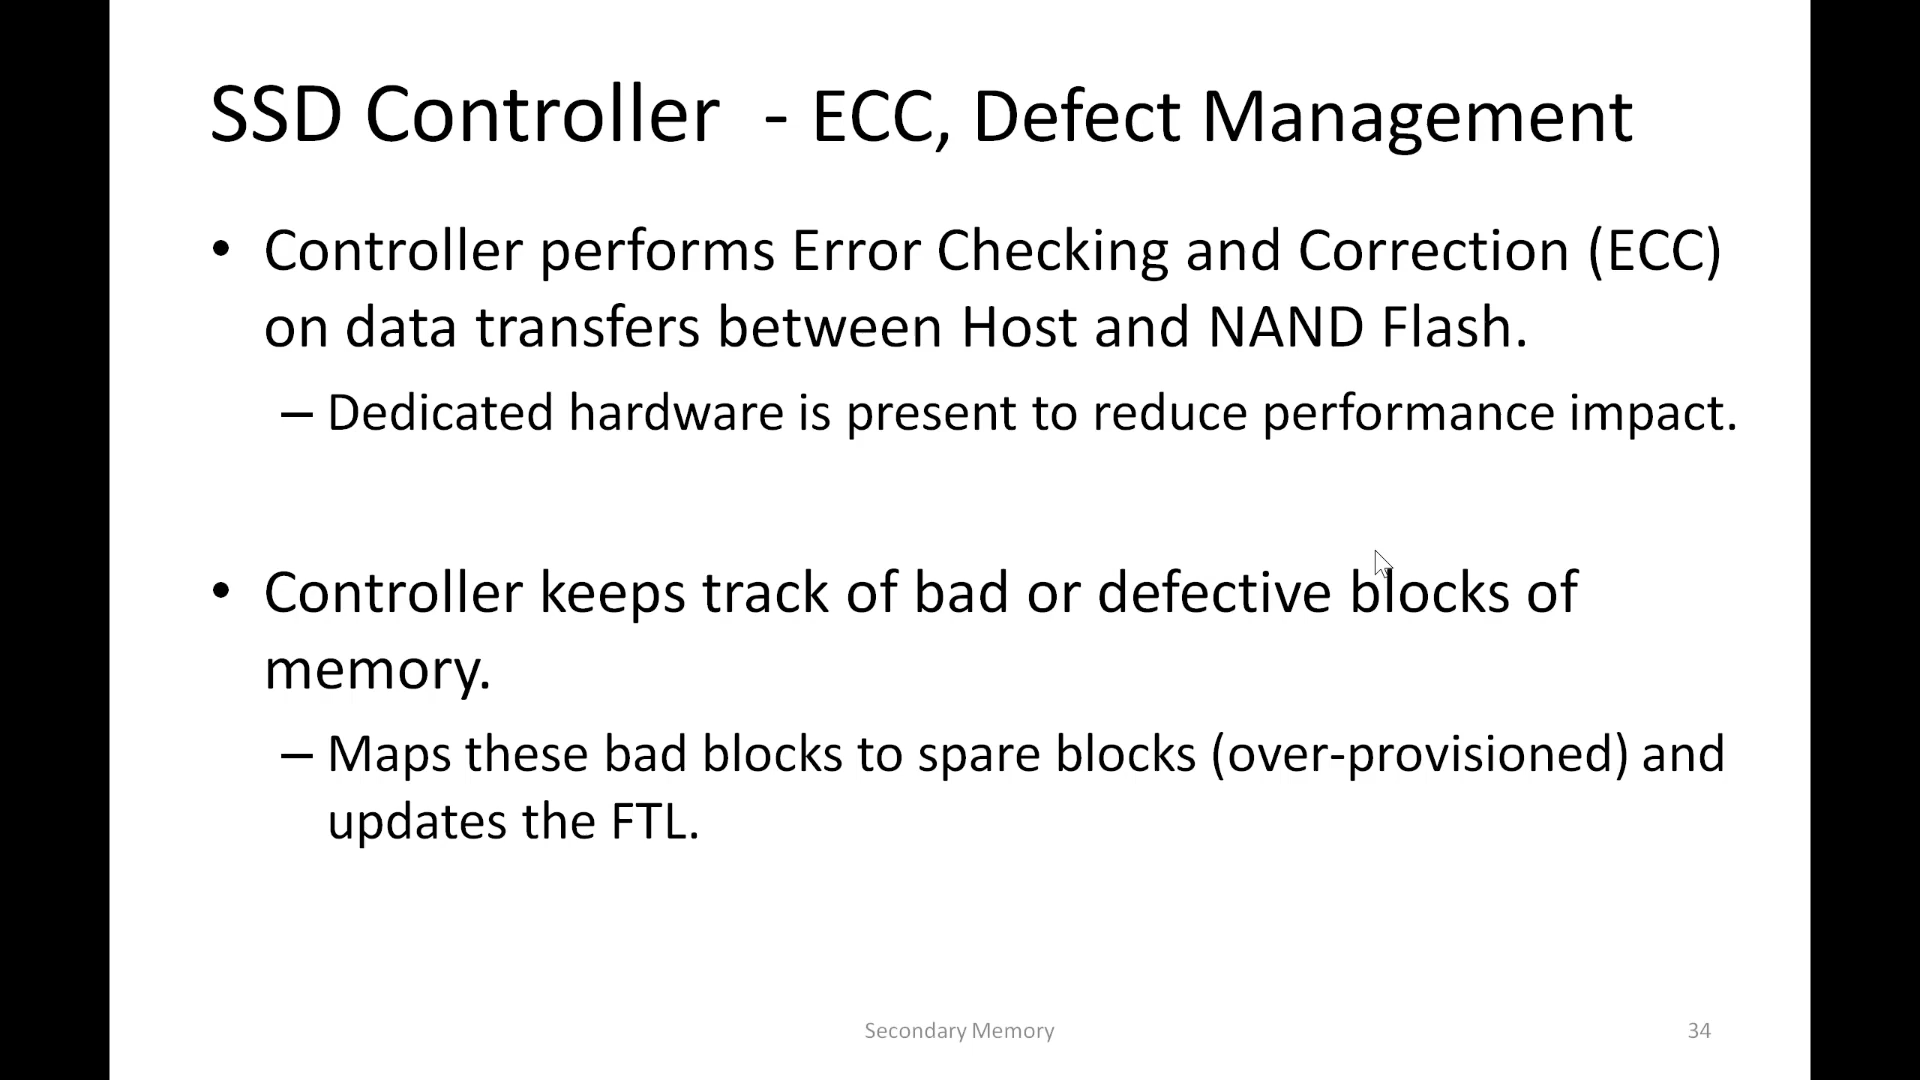 SSD Controller - ECC, Defect Management
• Controller performs Error Checking and Correction (ECC)
on data transfers between Host and NAND Flash.
– Dedicated hardware is present to reduce performance impact.
• Controller keeps track of bad or defective blocks of
memory.
– Maps these bad blocks to spare blocks (over-provisioned) and
updates the FTL.
Secondary Memory
34